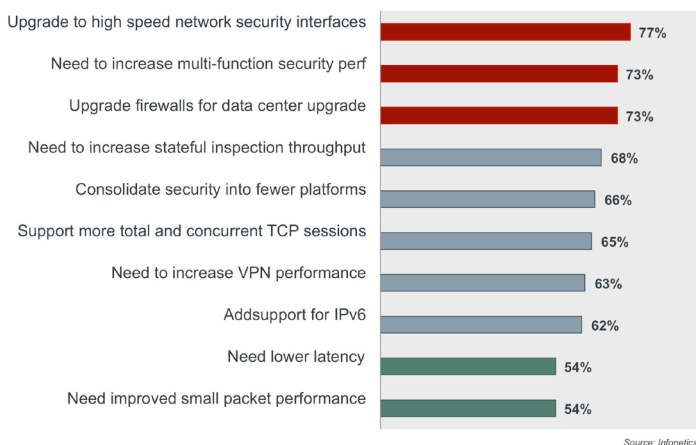 Upgrade to high speed network security interfaces 77%
Need to increase multi-function security perf 73%
Upgrade firewalls for data center upgrade 73%
Need to increase stateful inspection throughput 68%
Consolidate security into fewer platforms 66%
Support more total and concurrent TCP sessions 65%
Need to increase VPN performance 63%
Addsupport for IPv6 62%
Need lower latency 54%
Need improved small packet performance 54%
Source: Infonetics